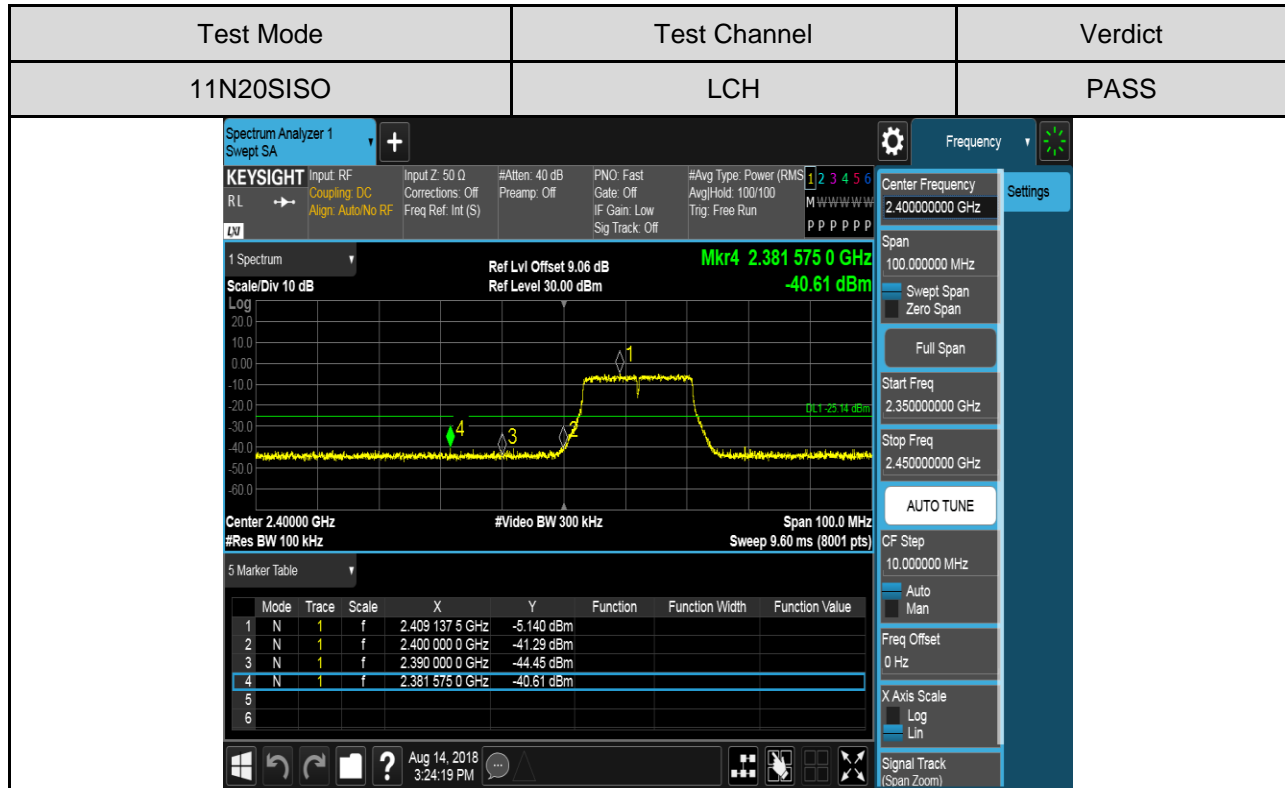 Test Mode Test Channel Verdict
11N20SISO LCH PASS
Spectrum Analyzer 1
Swept SA
+
Frequency
KEYSIGHT Input: RF Input Z: 50 Ω #Atten: 40 dB PNO: Fast #Avg Type: Power (RMS 1 2 3 4 5 6
RL Coupling: DC Corrections: Off Preamp: Off Gate: Off Avg|Hold: 100/100 M W W W W W
Align: Auto/No RF Freq Ref: Int (S) IF Gain: Low Trig: Free Run
LXI Sig Track: Off P P P P P P
1 Spectrum
Ref Lvl Offset 9.06 dB
Mkr4 2.381 575 0 GHz
Scale/Div 10 dB Ref Level 30.00 dBm -40.61 dBm
Log
20.0
10.0
0.00
-10.0
-20.0
-30.0
-40.0
-50.0
-60.0
1
DL1 -25.14 dBm
4 3 2
Center 2.40000 GHz #Video BW 300 kHz Span 100.0 MHz
#Res BW 100 kHz Sweep 9.60 ms (8001 pts)
5 Marker Table
Mode Trace Scale X Y Function Function Width Function Value
1 N 1 f 2.409 137 5 GHz -5.140 dBm
2 N 1 f 2.400 000 0 GHz -41.29 dBm
3 N 1 f 2.390 000 0 GHz -44.45 dBm
4 N 1 f 2.381 575 0 GHz -40.61 dBm
5
6
? Aug 14, 2018
3:24:19 PM
Center Frequency
2.400000000 GHz
Settings
Span
100.000000 MHz
Swept Span
Zero Span
Full Span
Start Freq
2.350000000 GHz
Stop Freq
2.450000000 GHz
AUTO TUNE
CF Step
10.000000 MHz
Auto
Man
Freq Offset
0 Hz
X Axis Scale
Log
Lin
Signal Track
(Span Zoom)